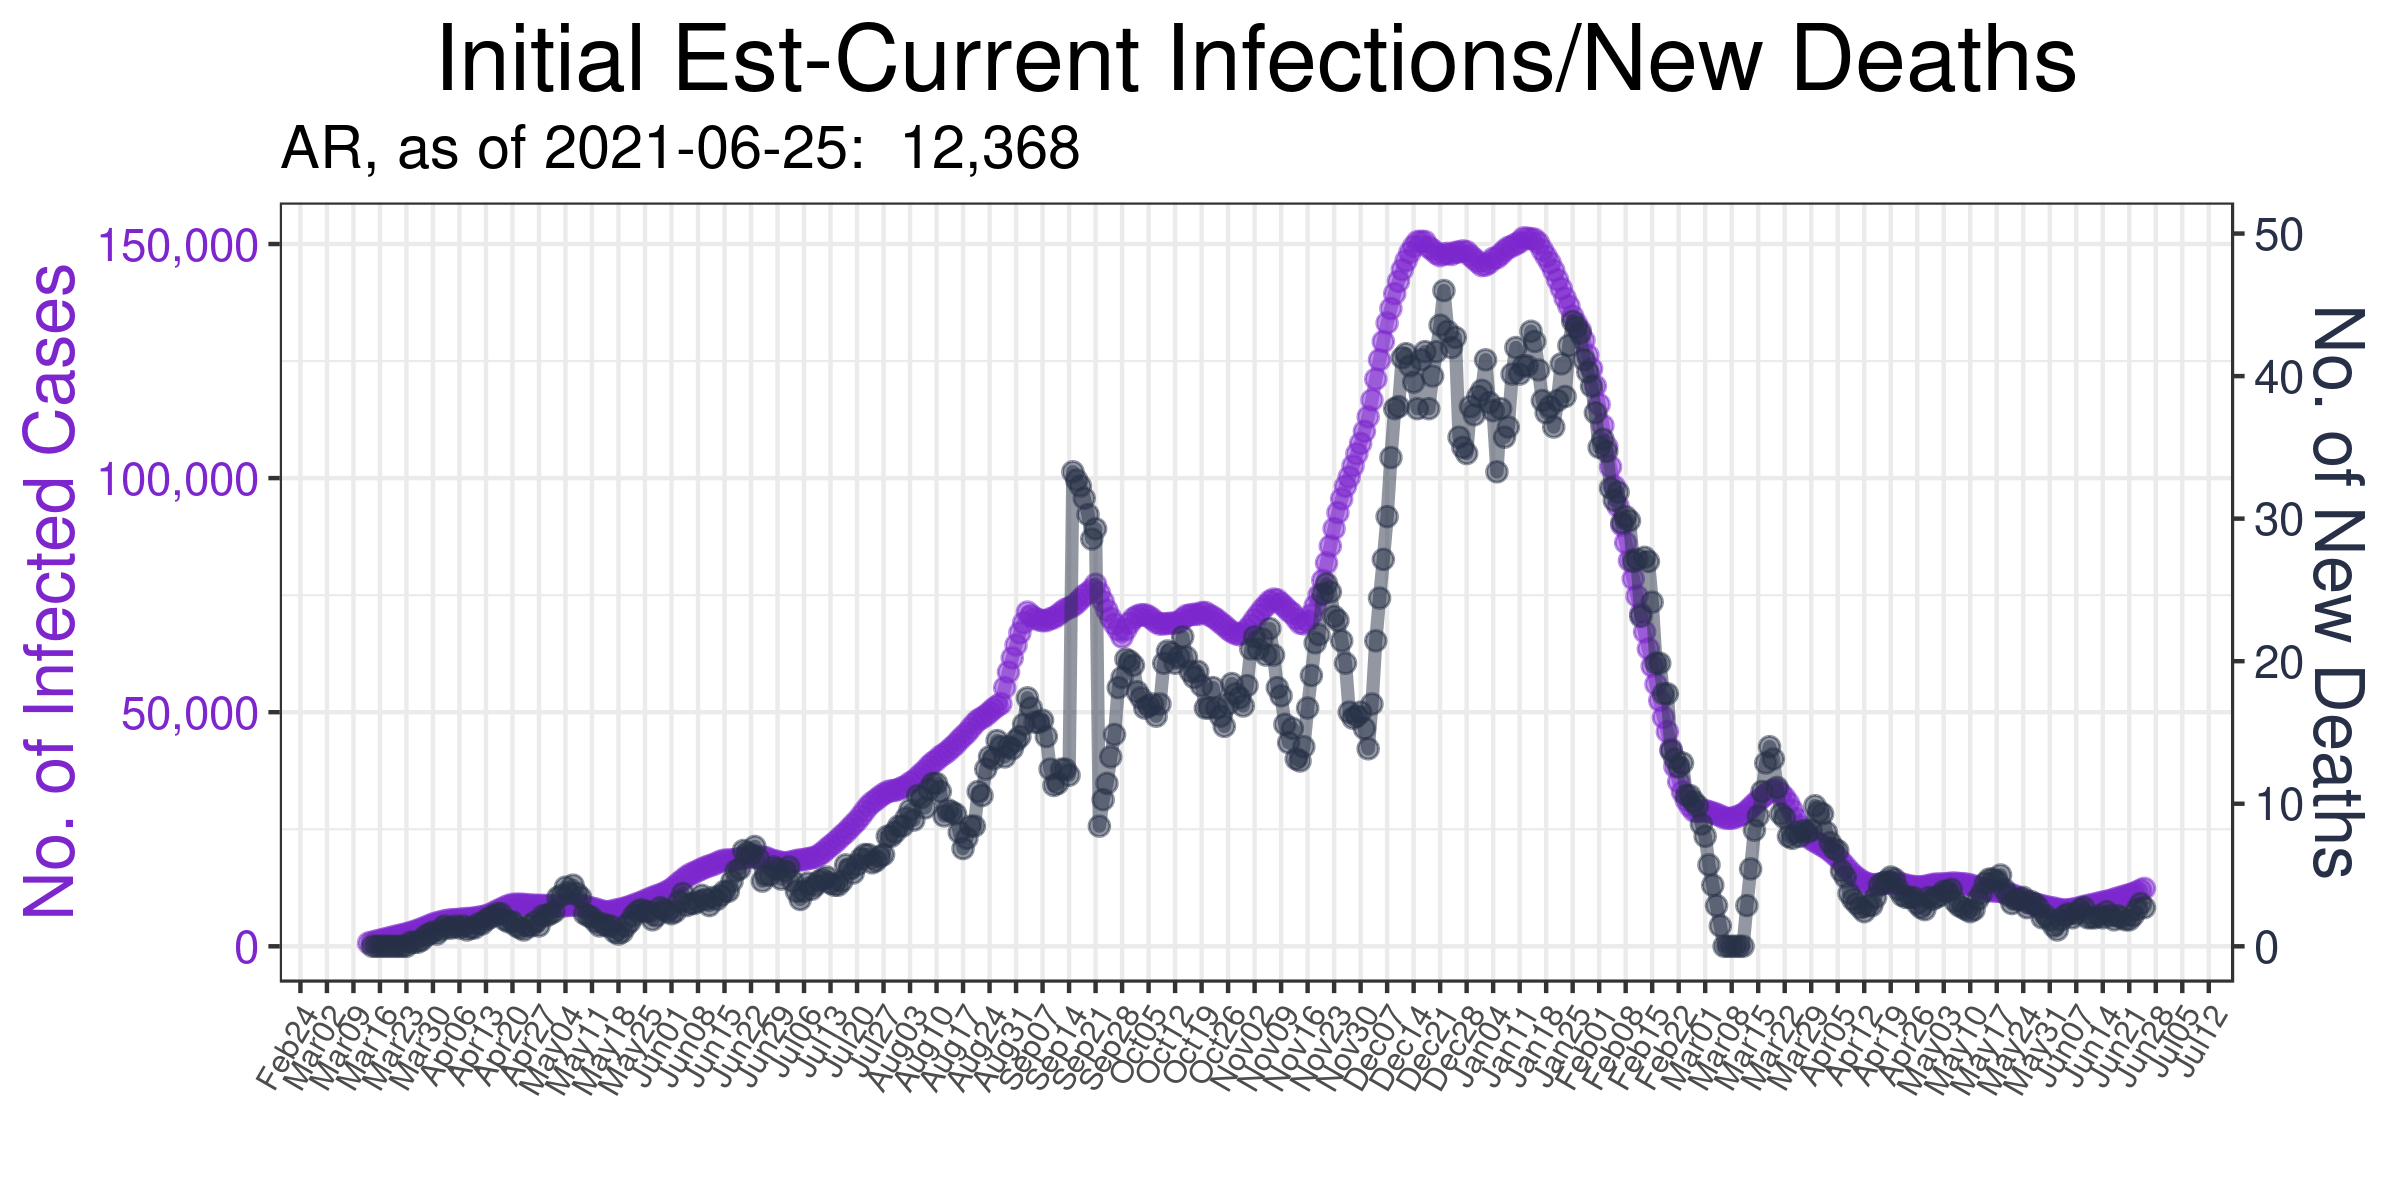 Initial Est-Current Infections/New Deaths
AR, as of 2021-06-25:  12,368
No. of Infected Cases
150,000
100,000
50,000
0
50
40
30
20
10
0
No. of New Deaths
Feb24
Mar02
Mar09
Mar16
Mar23
Mar30
Apr06
Apr13
Apr20
Apr27
May04
May11
May18
May25
Jun01
Jun08
Jun15
Jun22
Jun29
Jul06
Jul13
Jul20
Jul27
Aug03
Aug10
Aug17
Aug24
Aug31
Sep07
Sep14
Sep21
Sep28
Oct05
Oct12
Oct19
Oct26
Nov02
Nov09
Nov16
Nov23
Nov30
Dec07
Dec14
Dec21
Dec28
Jan04
Jan11
Jan18
Jan25
Feb01
Feb08
Feb15
Feb22
Mar01
Mar08
Mar15
Mar22
Mar29
Apr05
Apr12
Apr19
Apr26
May03
May10
May17
May24
May31
Jun07
Jun14
Jun21
Jun28
Jul05
Jul12